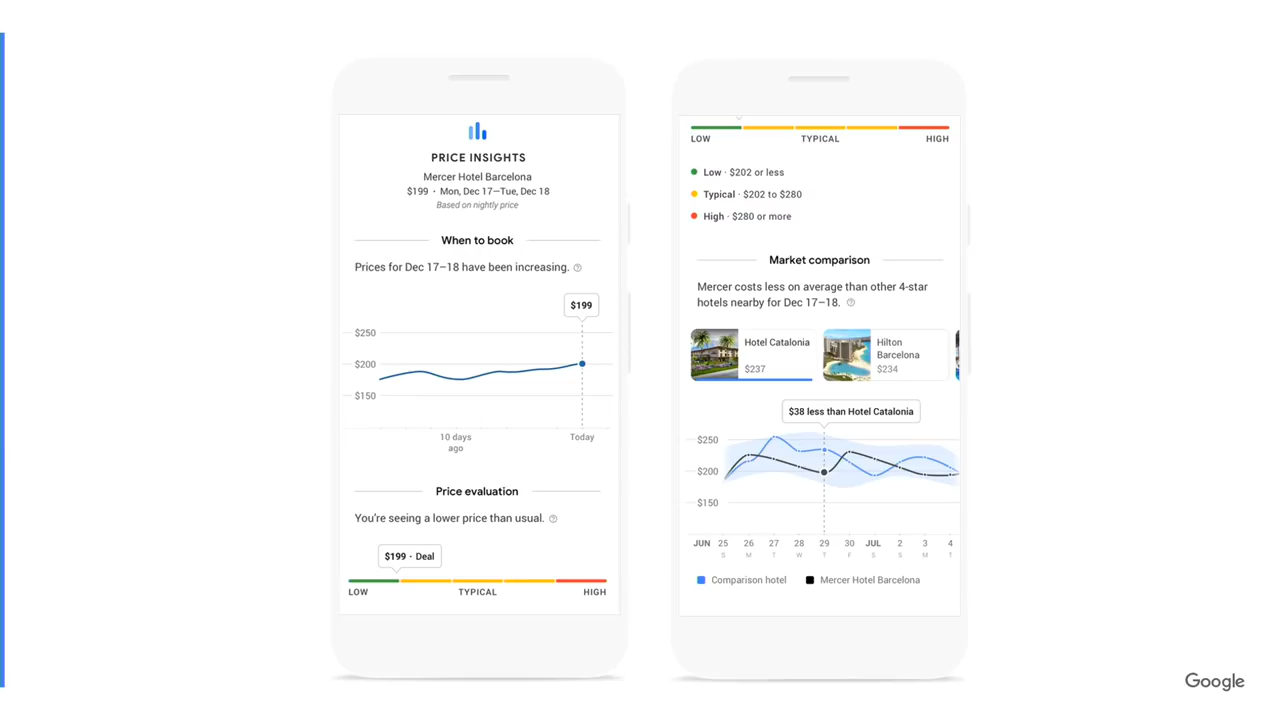 PRICE INSIGHTS
Mercer Hotel Barcelona
$199 · Mon, Dec 17—Tue, Dec 18
Based on nightly price
When to book
Prices for Dec 17–18 have been increasing.
$199
$250
$200
$150
10 days
ago
Today
Price evaluation
You're seeing a lower price than usual.
$199 · Deal
LOW TYPICAL HIGH
LOW TYPICAL HIGH
Low · $202 or less
Typical · $202 to $280
High · $280 or more
Market comparison
Mercer costs less on average than other 4-star
hotels nearby for Dec 17–18.
Hotel Catalonia
$237
Hilton
Barcelona
$234
$38 less than Hotel Catalonia
$250
$200
$150
JUN 25 26 27 28 29 30 JUL 2 3 4
S M T W T F S S M T
Comparison hotel Mercer Hotel Barcelona
Google